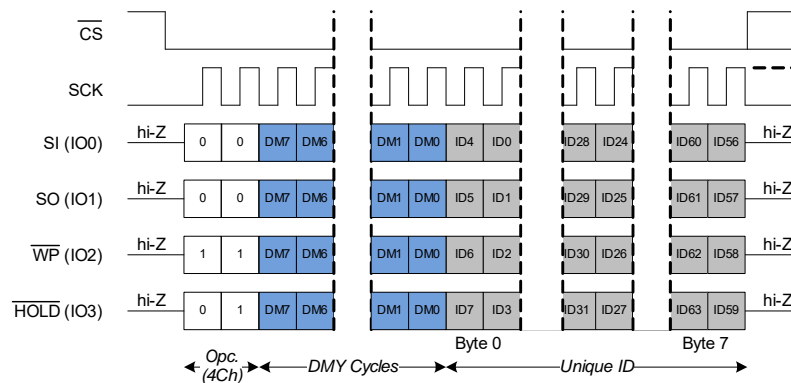 CS
SCK
hi-Z hi-Z
SI (IO0) 0 0 DM7 DM6 DM1 DM0 ID4 ID0 ID28 ID24 ID60 ID56
hi-Z hi-Z
SO (IO1) 0 0 DM7 DM6 DM1 DM0 ID5 ID1 ID29 ID25 ID61 ID57
hi-Z hi-Z
WP (IO2) 1 1 DM7 DM6 DM1 DM0 ID6 ID2 ID30 ID26 ID62 ID58
hi-Z hi-Z
HOLD (IO3) 0 1 DM7 DM6 DM1 DM0 ID7 ID3 ID31 ID27 ID63 ID59
Byte 0 Byte 7
Opc.
(4Ch) DMY Cycles Unique ID